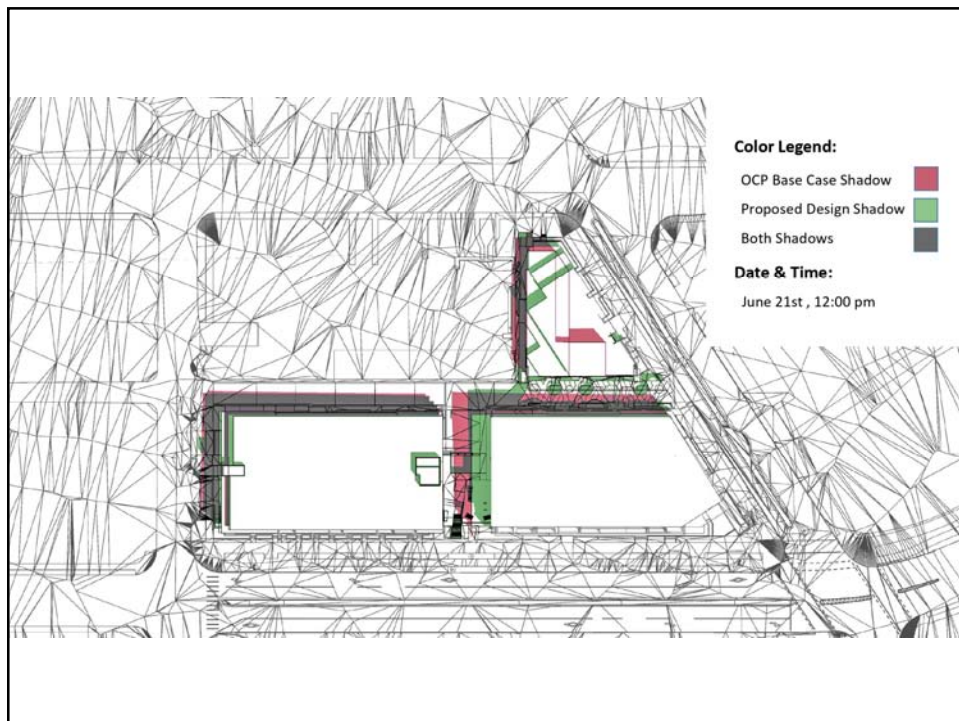 Color Legend:
OCP Base Case Shadow
Proposed Design Shadow
Both Shadows
Date & Time:
June 21st , 12:00 pm